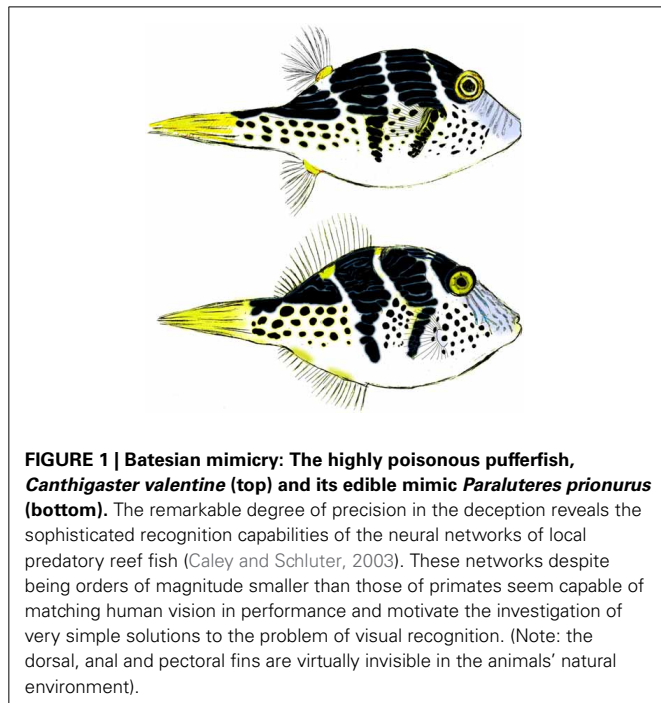 FIGURE 1 | Batesian mimicry: The highly poisonous pufferfish,
Canthigaster valentine (top) and its edible mimic Paraluteres prionurus
(bottom). The remarkable degree of precision in the deception reveals the
sophisticated recognition capabilities of the neural networks of local
predatory reef fish (Caley and Schluter, 2003). These networks despite
being orders of magnitude smaller than those of primates seem capable of
matching human vision in performance and motivate the investigation of
very simple solutions to the problem of visual recognition. (Note: the
dorsal, anal and pectoral fins are virtually invisible in the animals’ natural
environment).